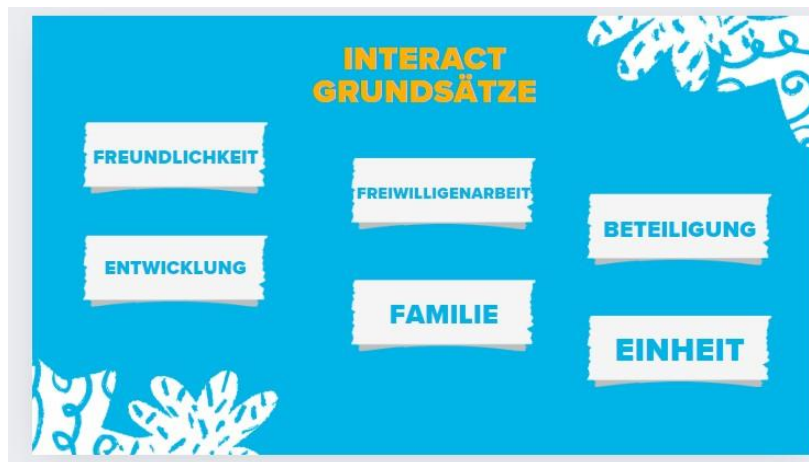 INTERACT
GRUNDSÄTZE
FREUNDLICHKEIT
FREIWILLIGENARBEIT
BETEILIGUNG
ENTWICKLUNG
FAMILIE
EINHEIT